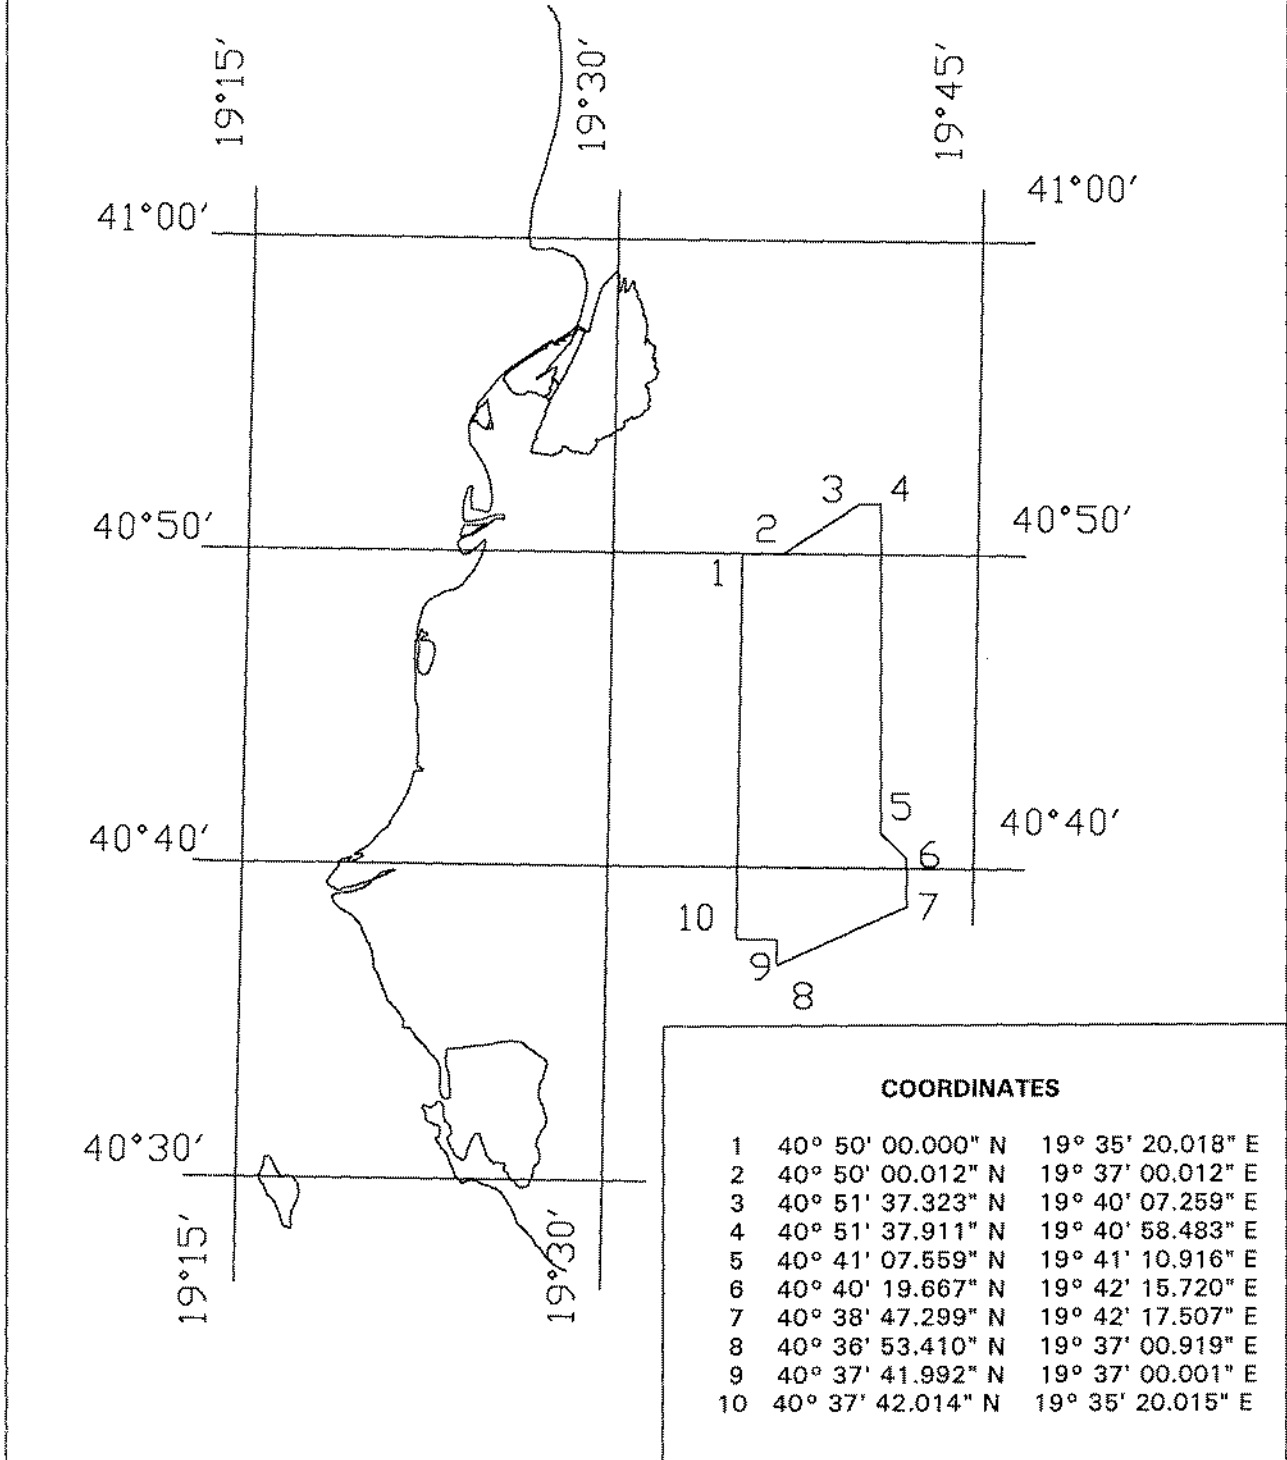 19°15′
19°30′
19°45′
41°00′
41°00′
3
4
40°50′
2
40°50′
1
5
40°40′
40°40′
6
10
7
9
8
40°30′
19°15′
19°30′
COORDINATES
1 40° 50' 00.000" N 19° 35' 20.018" E
2 40° 50' 00.012" N 19° 37' 00.012" E
3 40° 51' 37.323" N 19° 40' 07.259" E
4 40° 51' 37.911" N 19° 40' 58.483" E
5 40° 41' 07.559" N 19° 41' 10.916" E
6 40° 40' 19.667" N 19° 42' 15.720" E
7 40° 38' 47.299" N 19° 42' 17.507" E
8 40° 36' 53.410" N 19° 37' 00.919" E
9 40° 37' 41.992" N 19° 37' 00.001" E
10 40° 37' 42.014" N 19° 35' 20.015" E